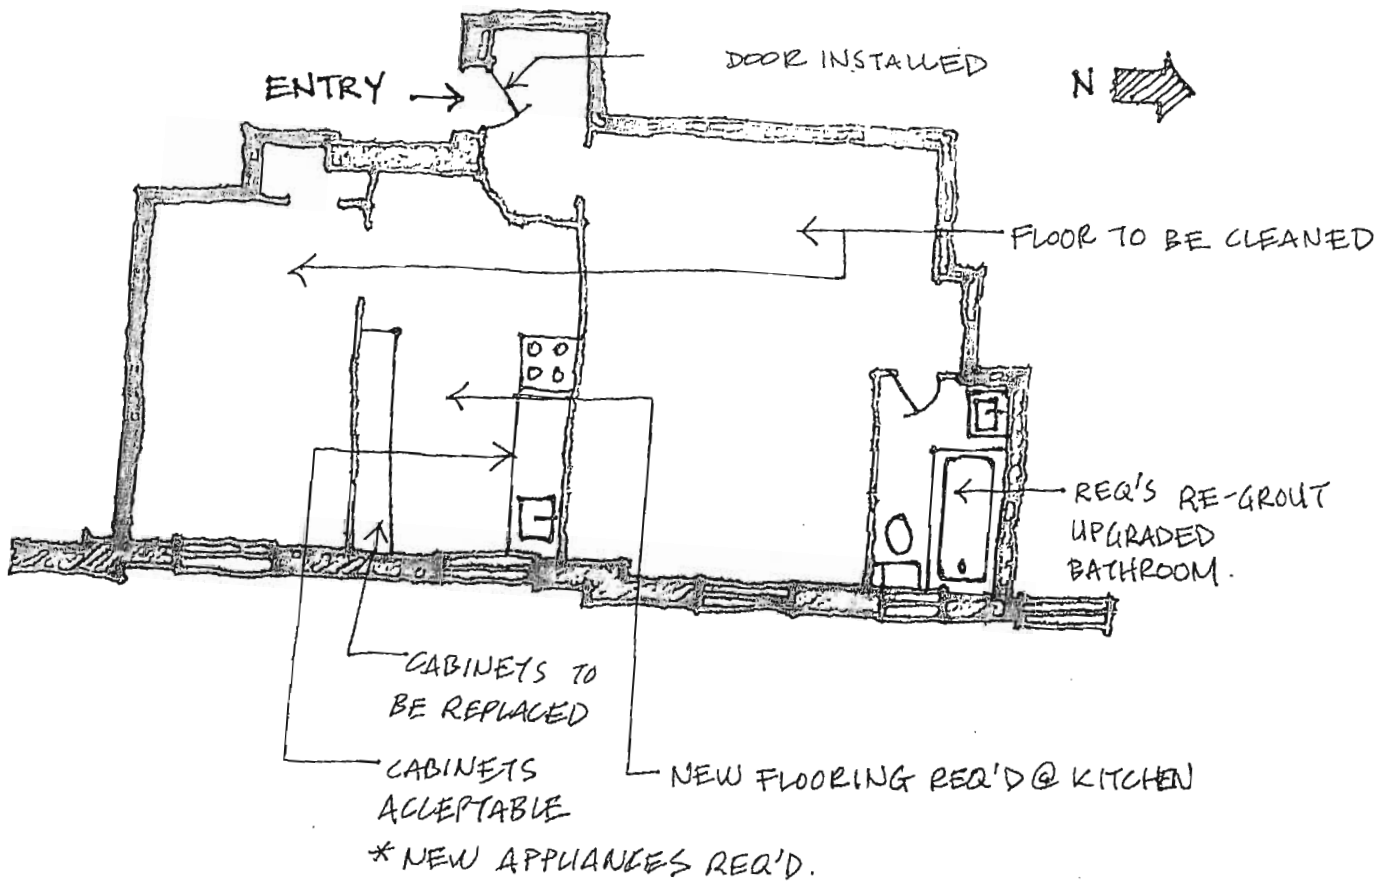 DOOR INSTALLED
N
ENTRY
FLOOR TO BE CLEANED
REQ'S RE-GROUT
UPGRADED
BATHROOM.
CABINETS TO
BE REPLACED
CABINETS
ACCEPTABLE
* NEW APPLIANCES REQ'D.
NEW FLOORING REQ'D @ KITCHEN